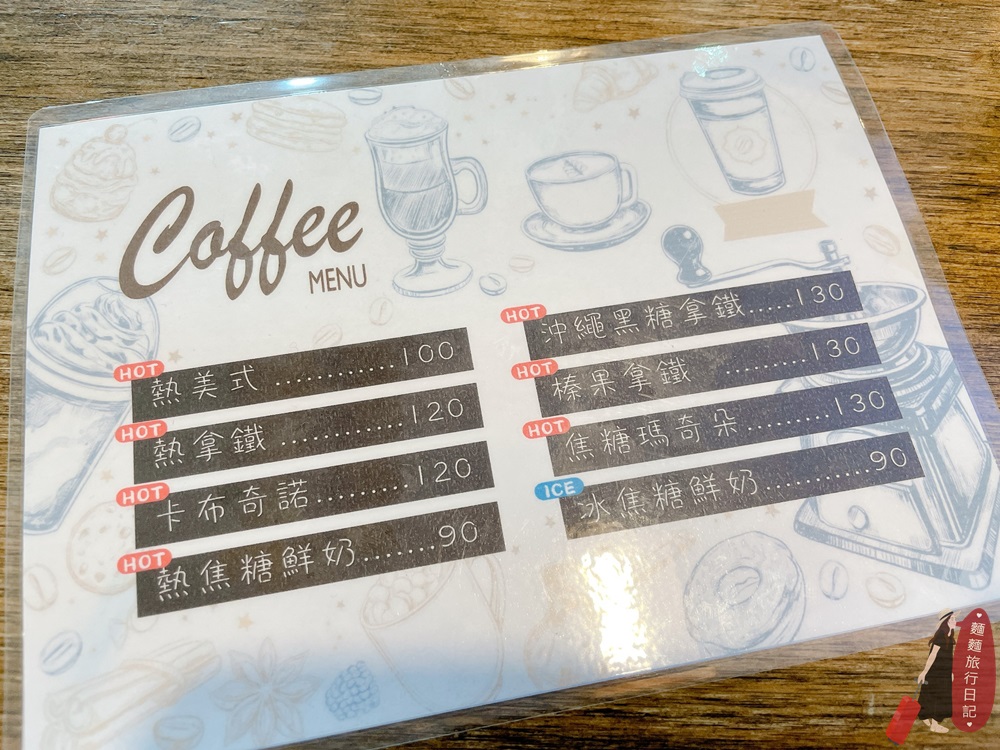 Coffee
MENU
HOT
熱美式.............100
HOT
熱拿鐵.............120
HOT
卡布奇諾..........120
HOT
熱焦糖鮮奶........90
HOT
沖繩黑糖拿鐵.....130
HOT
榛果拿鐵 ..........130
HOT
焦糖瑪奇朵.........130
ICE
冰焦糖鮮奶...........90
麵麵旅行日記